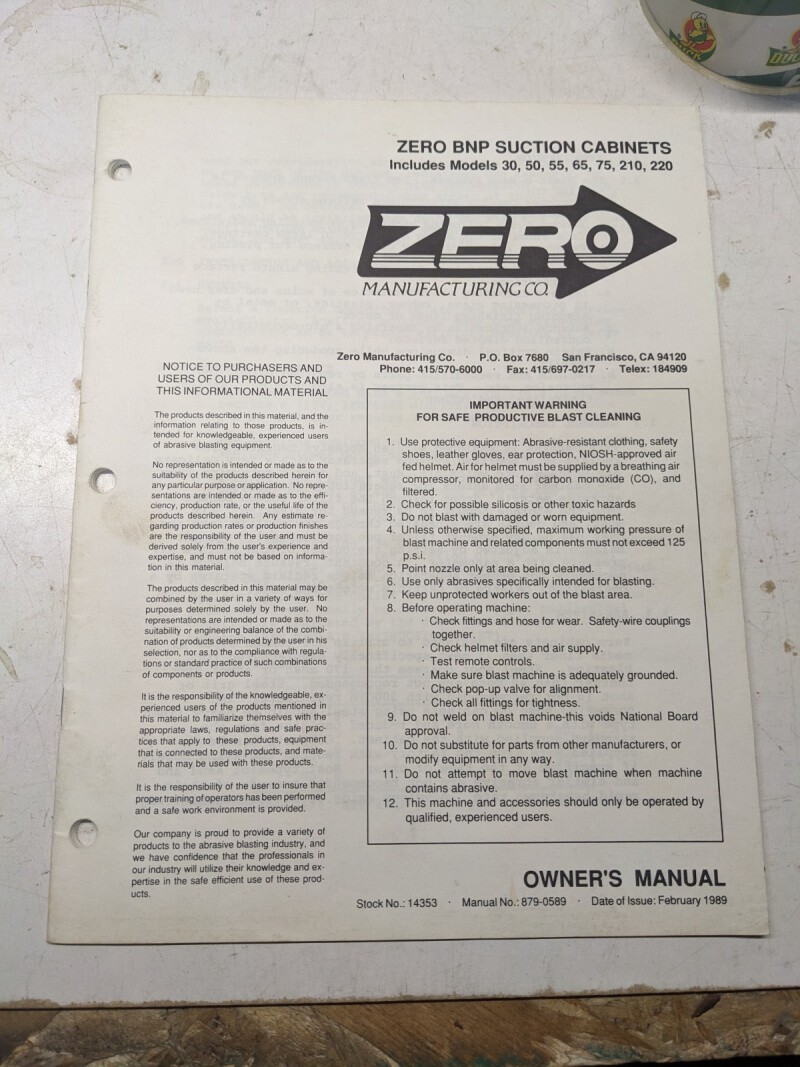 ZERO BNP SUCTION CABINETS
Includes Models 30, 50, 55, 65, 75, 210, 220
ZERO
MANUFACTURING CO.
Zero Manufacturing Co. · P.O. Box 7680 San Francisco, CA 94120
Phone: 415/570-6000 · Fax: 415/697-0217 · Telex: 184909
NOTICE TO PURCHASERS AND
USERS OF OUR PRODUCTS AND
THIS INFORMATIONAL MATERIAL
The products described in this material, and the
information relating to those products, is in-
tended for knowledgeable, experienced users
of abrasive blasting equipment.
No representation is intended or made as to the
suitability of the products described herein for
any particular purpose or application. No repre-
sentations are intended or made as to the effi-
ciency, production rate, or the useful life of the
products described herein. Any estimate re-
garding production rates or production finishes
are the responsibility of the user and must be
derived solely from the user's experience and
expertise, and must not be based on informa-
tion in this material.
The products described in this material may be
combined by the user in a variety of ways for
purposes determined solely by the user. No
representations are intended or made as to the
suitability or engineering balance of the combi-
nation of products determined by the user in his
selection, nor as to the compliance with regula-
tions or standard practice of such combinations
of components or products.
It is the responsibility of the knowledgeable, ex-
perienced users of the products mentioned in
this material to familiarize themselves with the
appropriate laws, regulations and safe prac-
tices that apply to these products, equipment
that is connected to these products, and mate-
rials that may be used with these products.
It is the responsibility of the user to insure that
proper training of operators has been performed
and a safe work environment is provided.
Our company is proud to provide a variety of
products to the abrasive blasting industry, and
we have confidence that the professionals in
our industry will utilize their knowledge and ex-
pertise in the safe efficient use of these prod-
ucts.
IMPORTANT WARNING
FOR SAFE PRODUCTIVE BLAST CLEANING
1. Use protective equipment: Abrasive-resistant clothing, safety
shoes, leather gloves, ear protection, NIOSH-approved air
fed helmet. Air for helmet must be supplied by a breathing air
compressor, monitored for carbon monoxide (CO), and
filtered.
2. Check for possible silicosis or other toxic hazards
3. Do not blast with damaged or worn equipment.
4. Unless otherwise specified, maximum working pressure of
blast machine and related components must not exceed 125
p.s.i.
5. Point nozzle only at area being cleaned.
6. Use only abrasives specifically intended for blasting.
7. Keep unprotected workers out of the blast area.
8. Before operating machine:
· Check fittings and hose for wear. Safety-wire couplings
together.
· Check helmet filters and air supply.
· Test remote controls.
· Make sure blast machine is adequately grounded.
· Check pop-up valve for alignment.
· Check all fittings for tightness.
9. Do not weld on blast machine-this voids National Board
approval.
10. Do not substitute for parts from other manufacturers, or
modify equipment in any way.
11. Do not attempt to move blast machine when machine
contains abrasive.
12. This machine and accessories should only be operated by
qualified, experienced users.
OWNER'S MANUAL
Stock No.: 14353 · Manual No.: 879-0589 · Date of Issue: February 1989